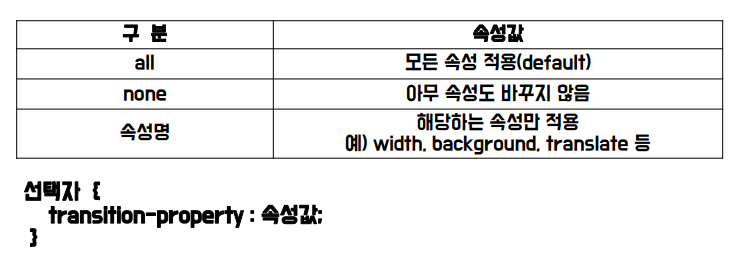 구 분 속성값
all 모든 속성 적용(default)
none 아무 속성도 바꾸지 않음
속성명 해당하는 속성만 적용
예) width, background, translate 등
선택자 {
transition-property : 속성값;
}